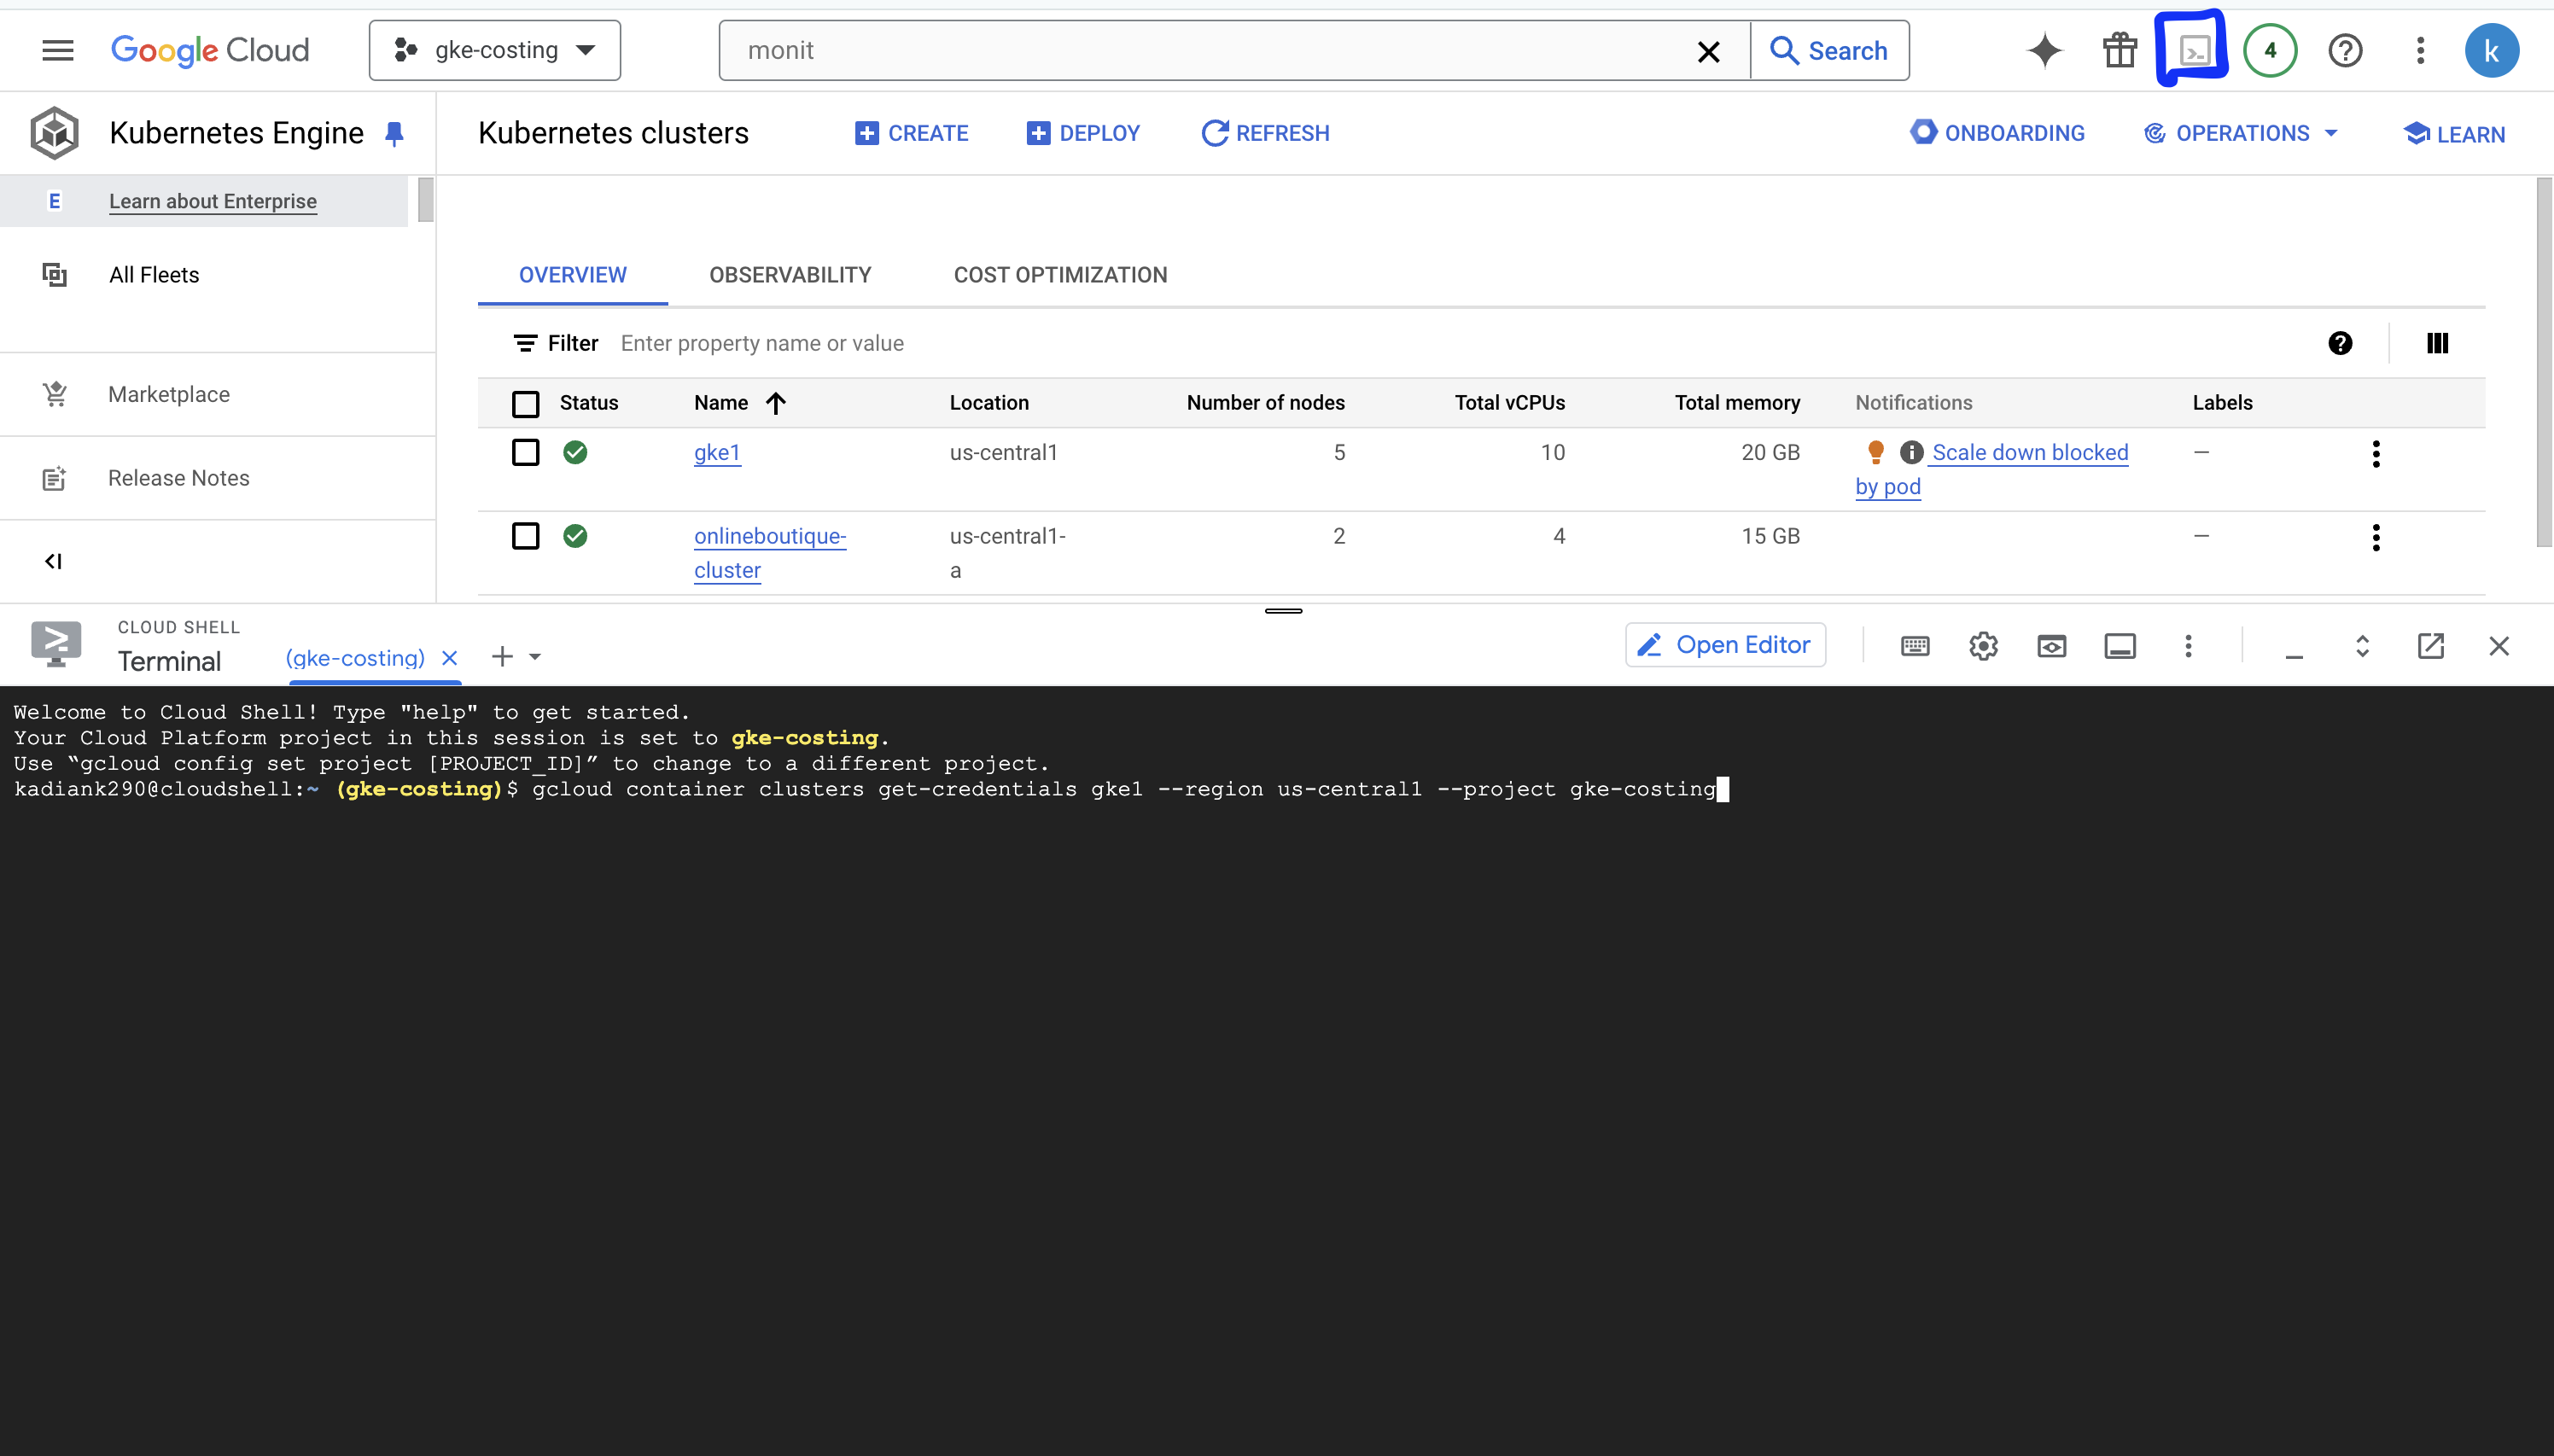 Google Cloud
gke-costing
monit
Search
4
k
Kubernetes Engine
Kubernetes clusters
CREATE
DEPLOY
REFRESH
ONBOARDING
OPERATIONS
LEARN
E Learn about Enterprise
All Fleets
Marketplace
Release Notes
OVERVIEW
OBSERVABILITY
COST OPTIMIZATION
Filter Enter property name or value
Status Name Location Number of nodes Total vCPUs Total memory Notifications Labels
gke1 us-central1 5 10 20 GB Scale down blocked —
by pod
onlineboutique- us-central1- 2 4 15 GB —
cluster a
CLOUD SHELL
Terminal
(gke-costing)
Open Editor
Welcome to Cloud Shell! Type "help" to get started.
Your Cloud Platform project in this session is set to gke-costing.
Use “gcloud config set project [PROJECT_ID]” to change to a different project.
kadiank290@cloudshell:~ (gke-costing)$ gcloud container clusters get-credentials gke1 --region us-central1 --project gke-costing